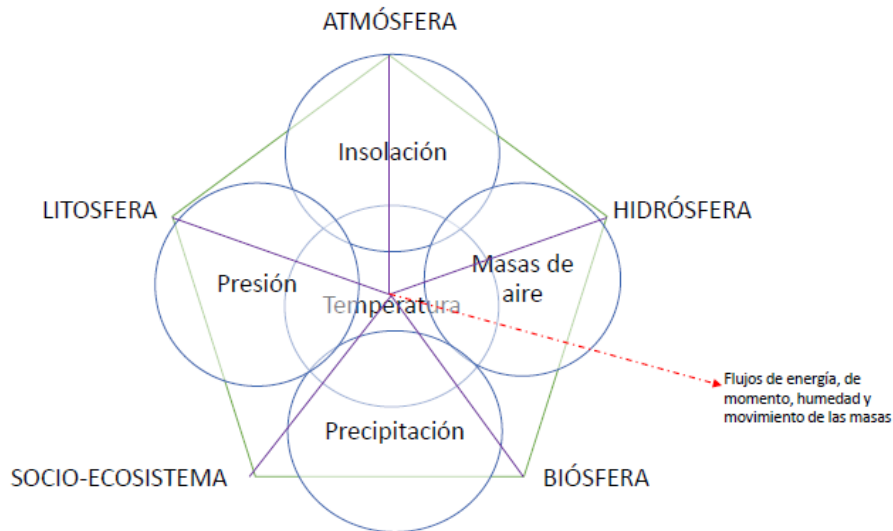 ATMÓSFERA
Insolación
LITOSFERA
HIDRÓSFERA
Presión
Masas de
aire
Temperatura
Flujos de energía, de
momento, humedad y
movimiento de las masas
Precipitación
SOCIO-ECOSISTEMA
BIÓSFERA